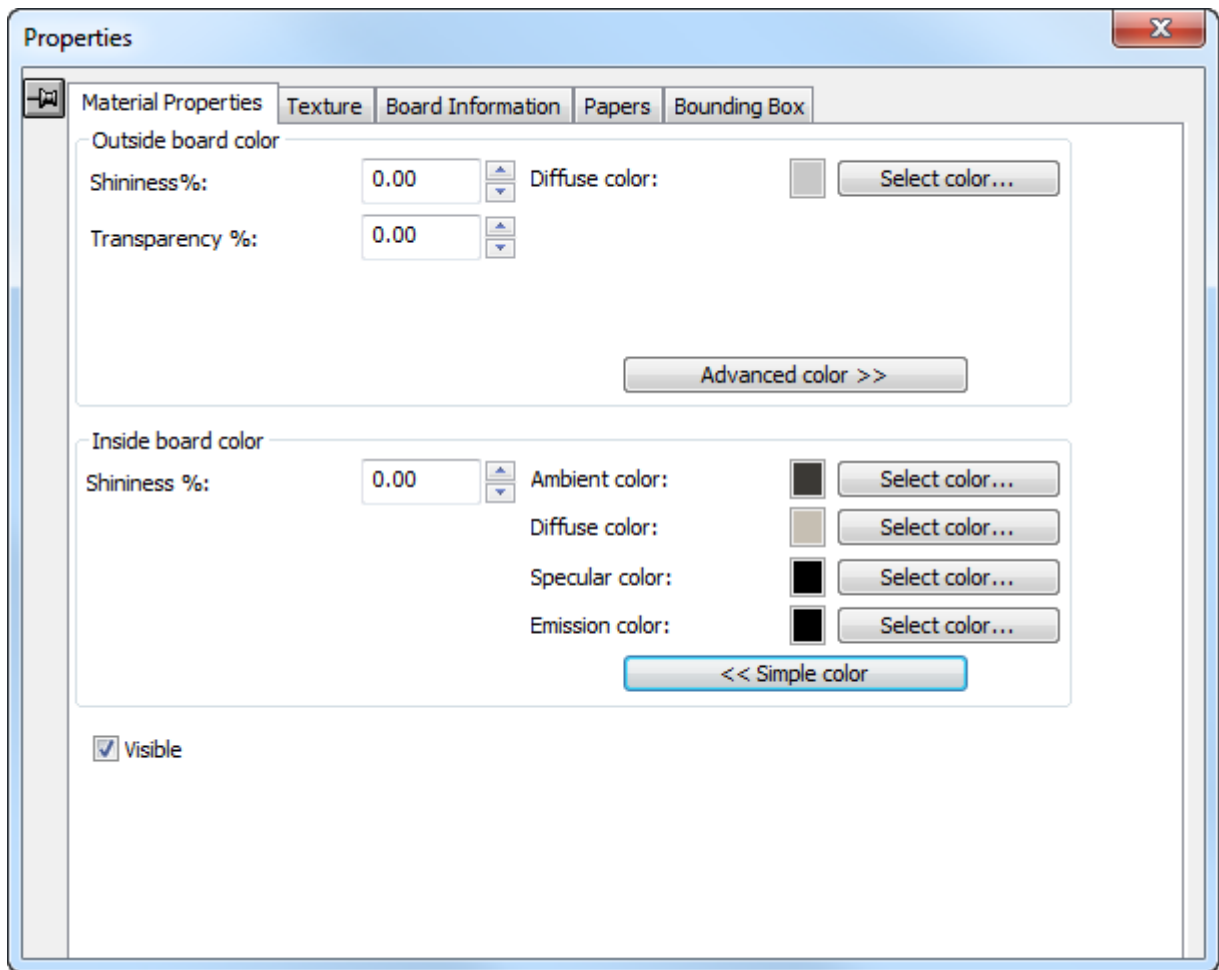 Properties
Material Properties Texture Board Information Papers Bounding Box
Outside board color
Shininess%: 0.00 Diffuse color: Select color...
Transparency %: 0.00
Advanced color >>
Inside board color
Shininess %: 0.00 Ambient color: Select color...
Diffuse color: Select color...
Specular color: Select color...
Emission color: Select color...
<< Simple color
Visible